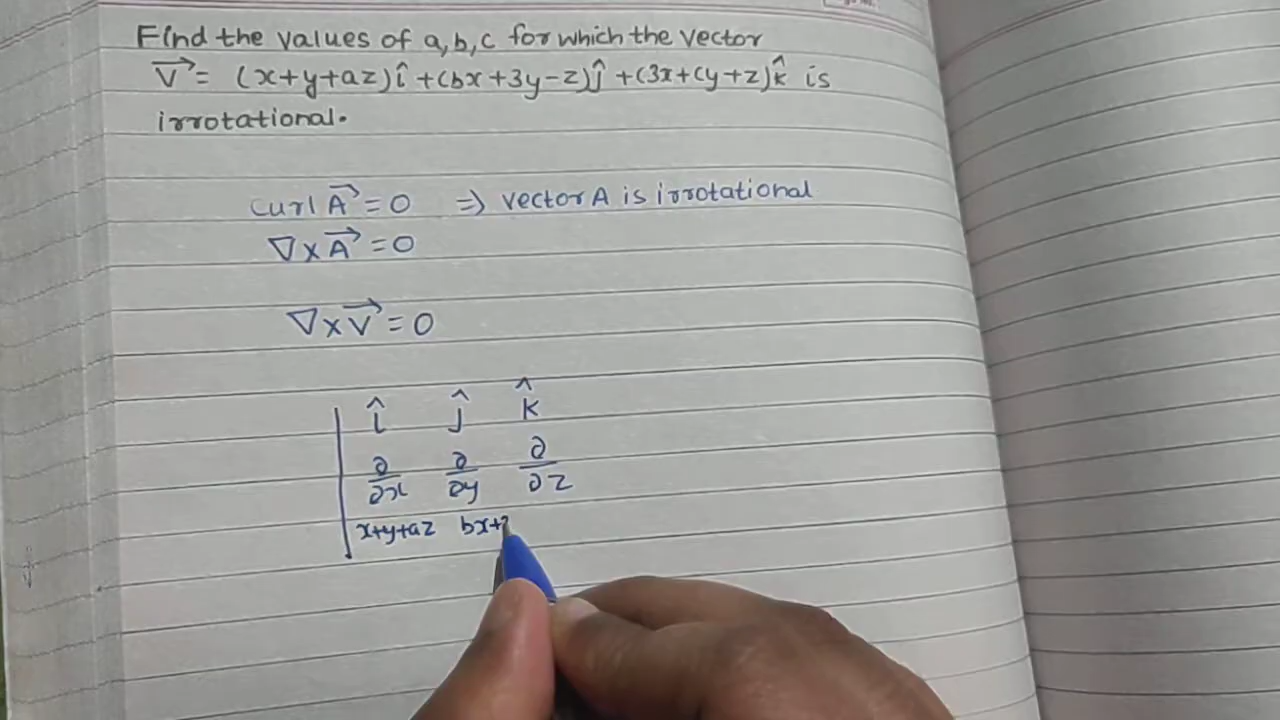 Find the values of a,b,c for which the vector
V⃗ = (x+y+az)î+(bx+3y-z)ĵ+(3x+cy+z)k̂ is
irrotational.
curl A⃗ = 0 ⇒ vector A is irrotational
∇×A⃗ = 0
∇×V⃗ = 0
î ĵ k̂
∂/∂x ∂/∂y ∂/∂z
x+y+az bx+